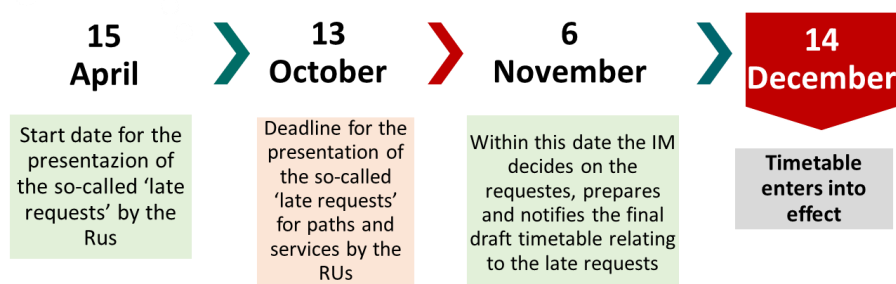 15
April
13
October
6
November
14
December
Start date for the
presentazion of
the so-called ‘late
requests’ by the
Rus
Deadline for the
presentation of
the so-called
‘late requests’
for paths and
services by the
RUs
Within this date the IM
decides on the
requestes, prepares
and notifies the final
draft timetable relating
to the late requests
Timetable
enters into
effect